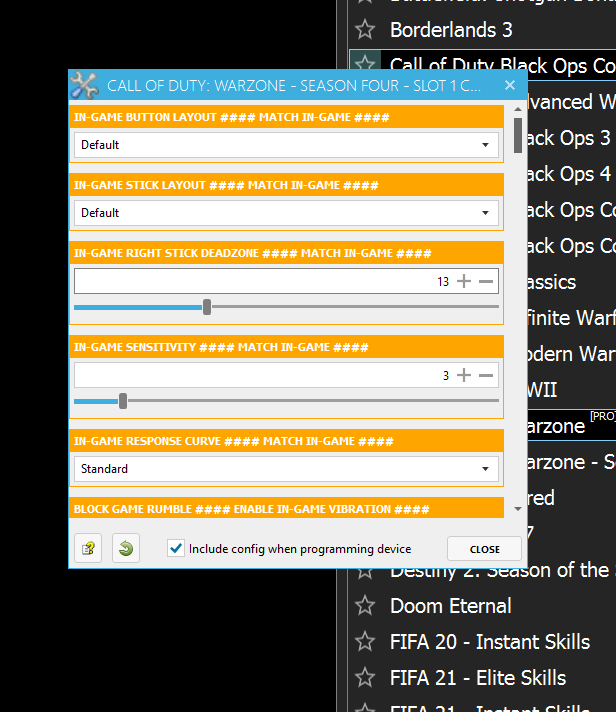 Borderlands 3
Call of Duty Black Ops Co
CALL OF DUTY: WARZONE - SEASON FOUR - SLOT 1 C...
IN-GAME BUTTON LAYOUT #### MATCH IN-GAME ####
Default
IN-GAME STICK LAYOUT #### MATCH IN-GAME ####
Default
IN-GAME RIGHT STICK DEADZONE #### MATCH IN-GAME ####
13
IN-GAME SENSITIVITY #### MATCH IN-GAME ####
3
IN-GAME RESPONSE CURVE #### MATCH IN-GAME ####
Standard
BLOCK GAME RUMBLE #### ENABLE IN-GAME VIBRATION ####
Include config when programming device
CLOSE
dvanced W
ack Ops 3
ack Ops 4
ack Ops Co
ack Ops Co
assics
finite Warf
odern Warf
WII
arzone [PRO]
arzone - S
red
7
Destiny 2: Season of the
Doom Eternal
FIFA 20 - Instant Skills
FIFA 21 - Elite Skills
FIFA 21 - Instant Skills